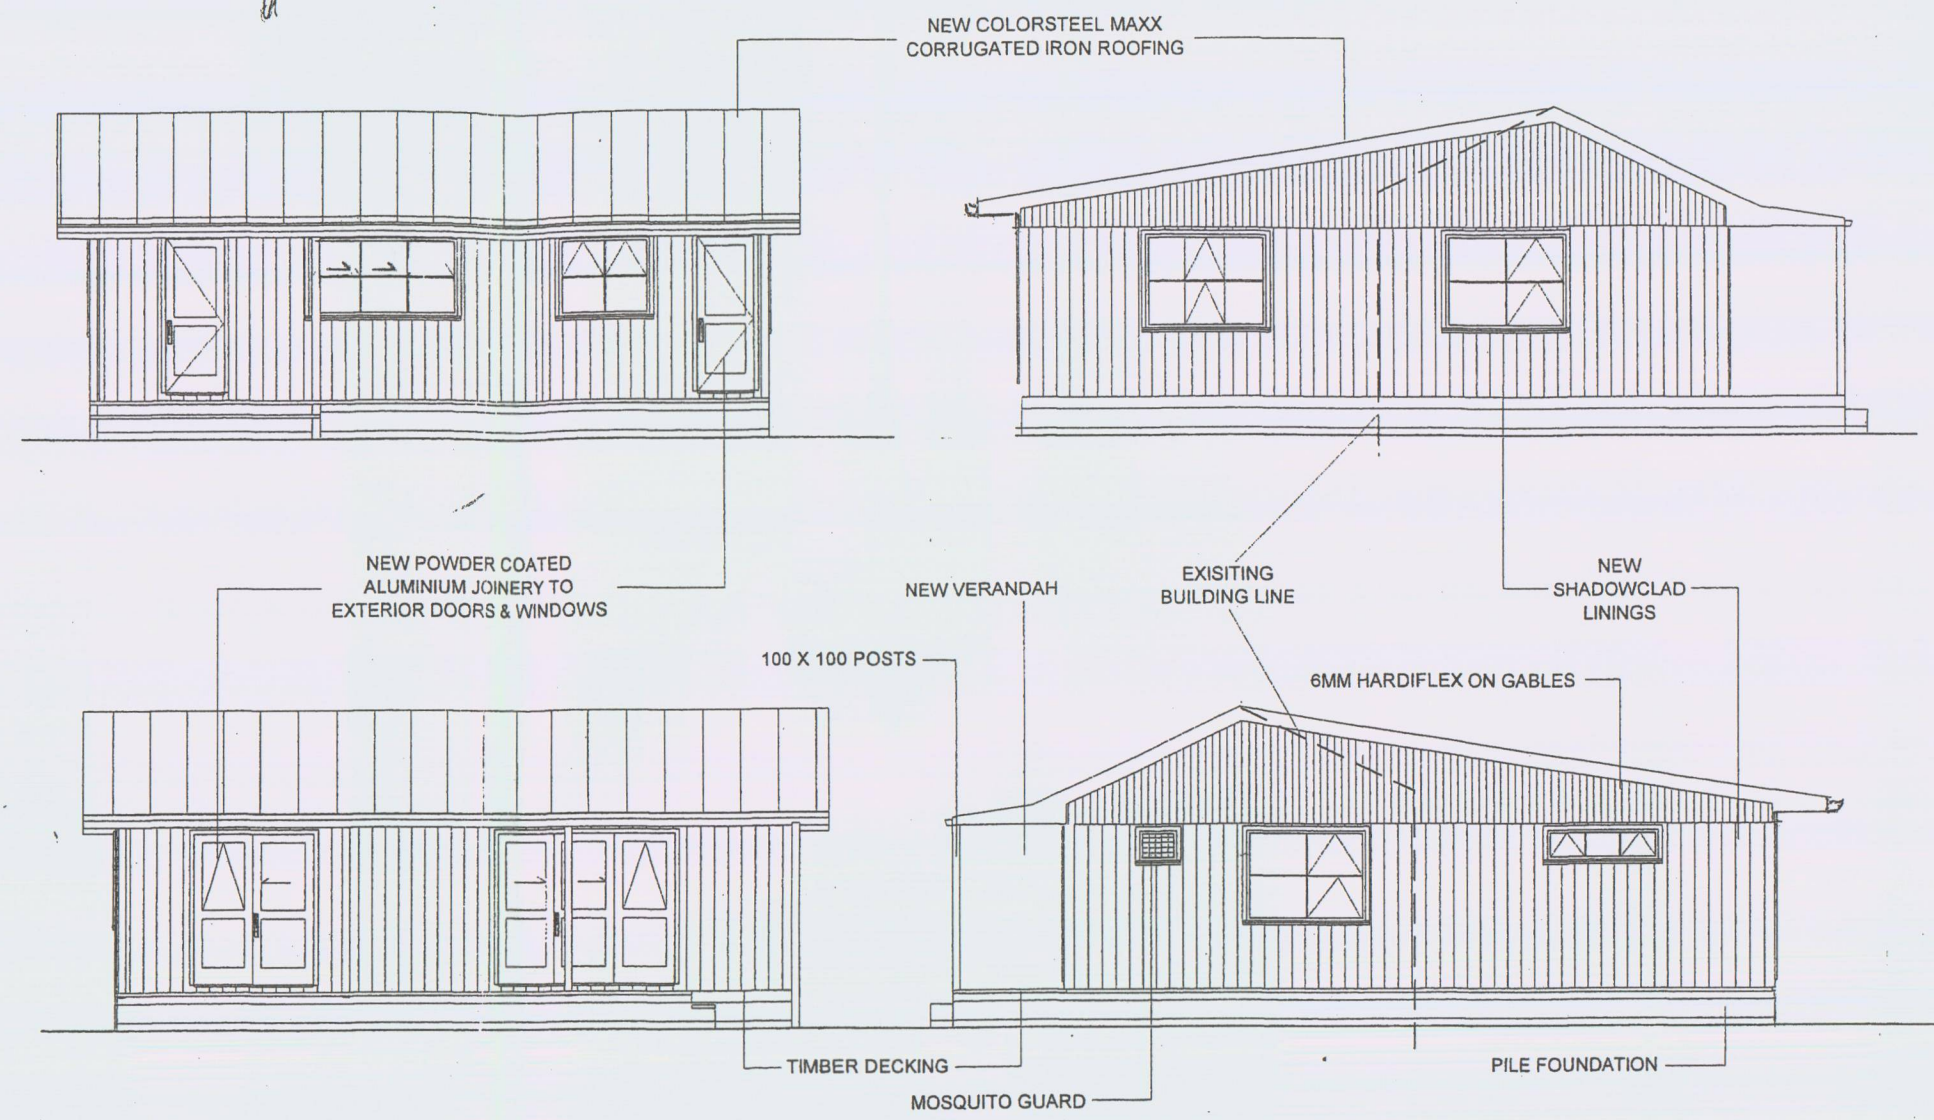 NEW COLORSTEEL MAXX
CORRUGATED IRON ROOFING
NEW POWDER COATED
ALUMINIUM JOINERY TO
EXTERIOR DOORS & WINDOWS
NEW VERANDAH
EXISITING
BUILDING LINE
NEW
SHADOWCLAD
LININGS
100 X 100 POSTS
6MM HARDIFLEX ON GABLES
TIMBER DECKING
MOSQUITO GUARD
PILE FOUNDATION